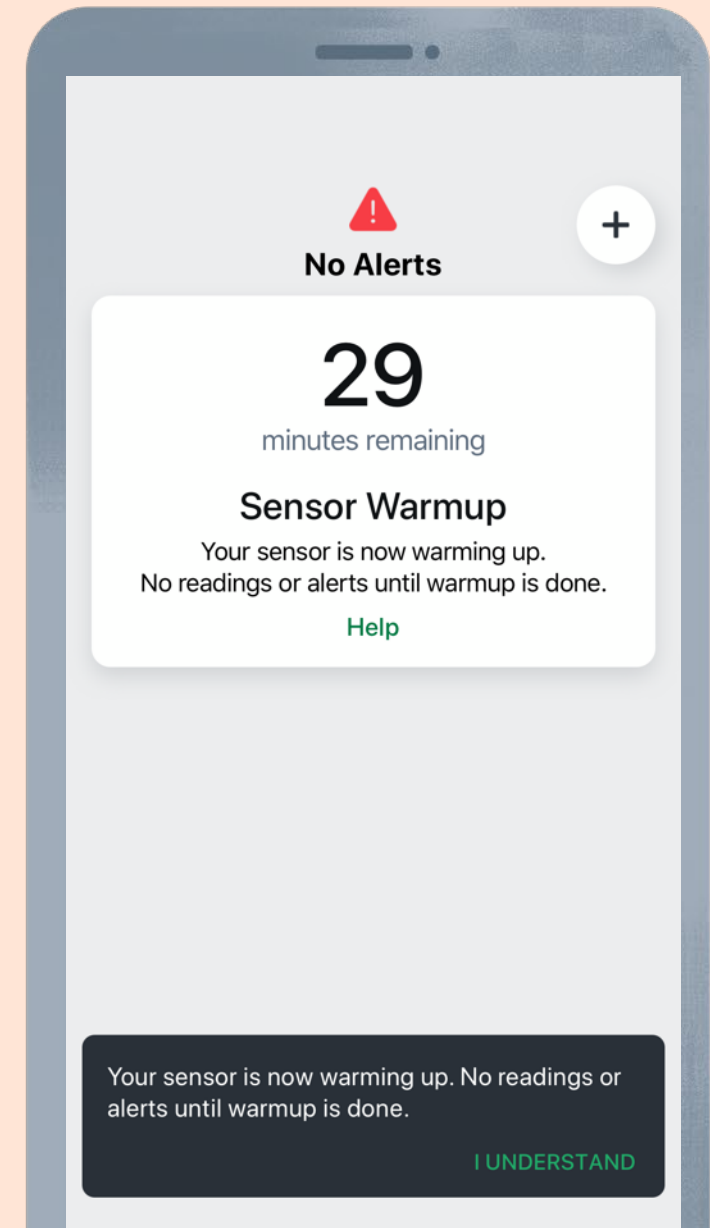 No Alerts
29
minutes remaining
Sensor Warmup
Your sensor is now warming up.
No readings or alerts until warmup is done.
Help
Your sensor is now warming up. No readings or
alerts until warmup is done.
I UNDERSTAND